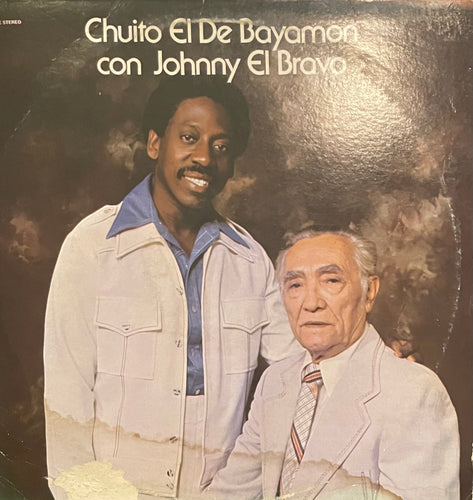 STEREO
Chuito El De Bayamon
con Johnny El Bravo